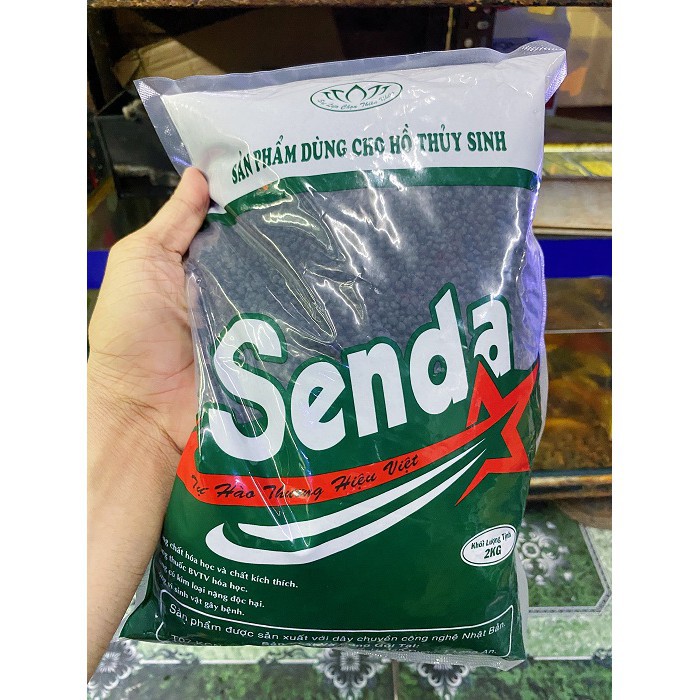 SẢN PHẨM DÙNG CHO HỒ THỦY SINH
Senda
Tự Hào Thương Hiệu Việt
Khối Lượng Tịnh
2KG
chất hóa học và chất kích thích.
thuốc BVTV hóa học.
có kim loại nặng độc hại.
vi sinh vật gây bệnh.
Sản phẩm được sản xuất với dây chuyền công nghệ Nhật Bản.